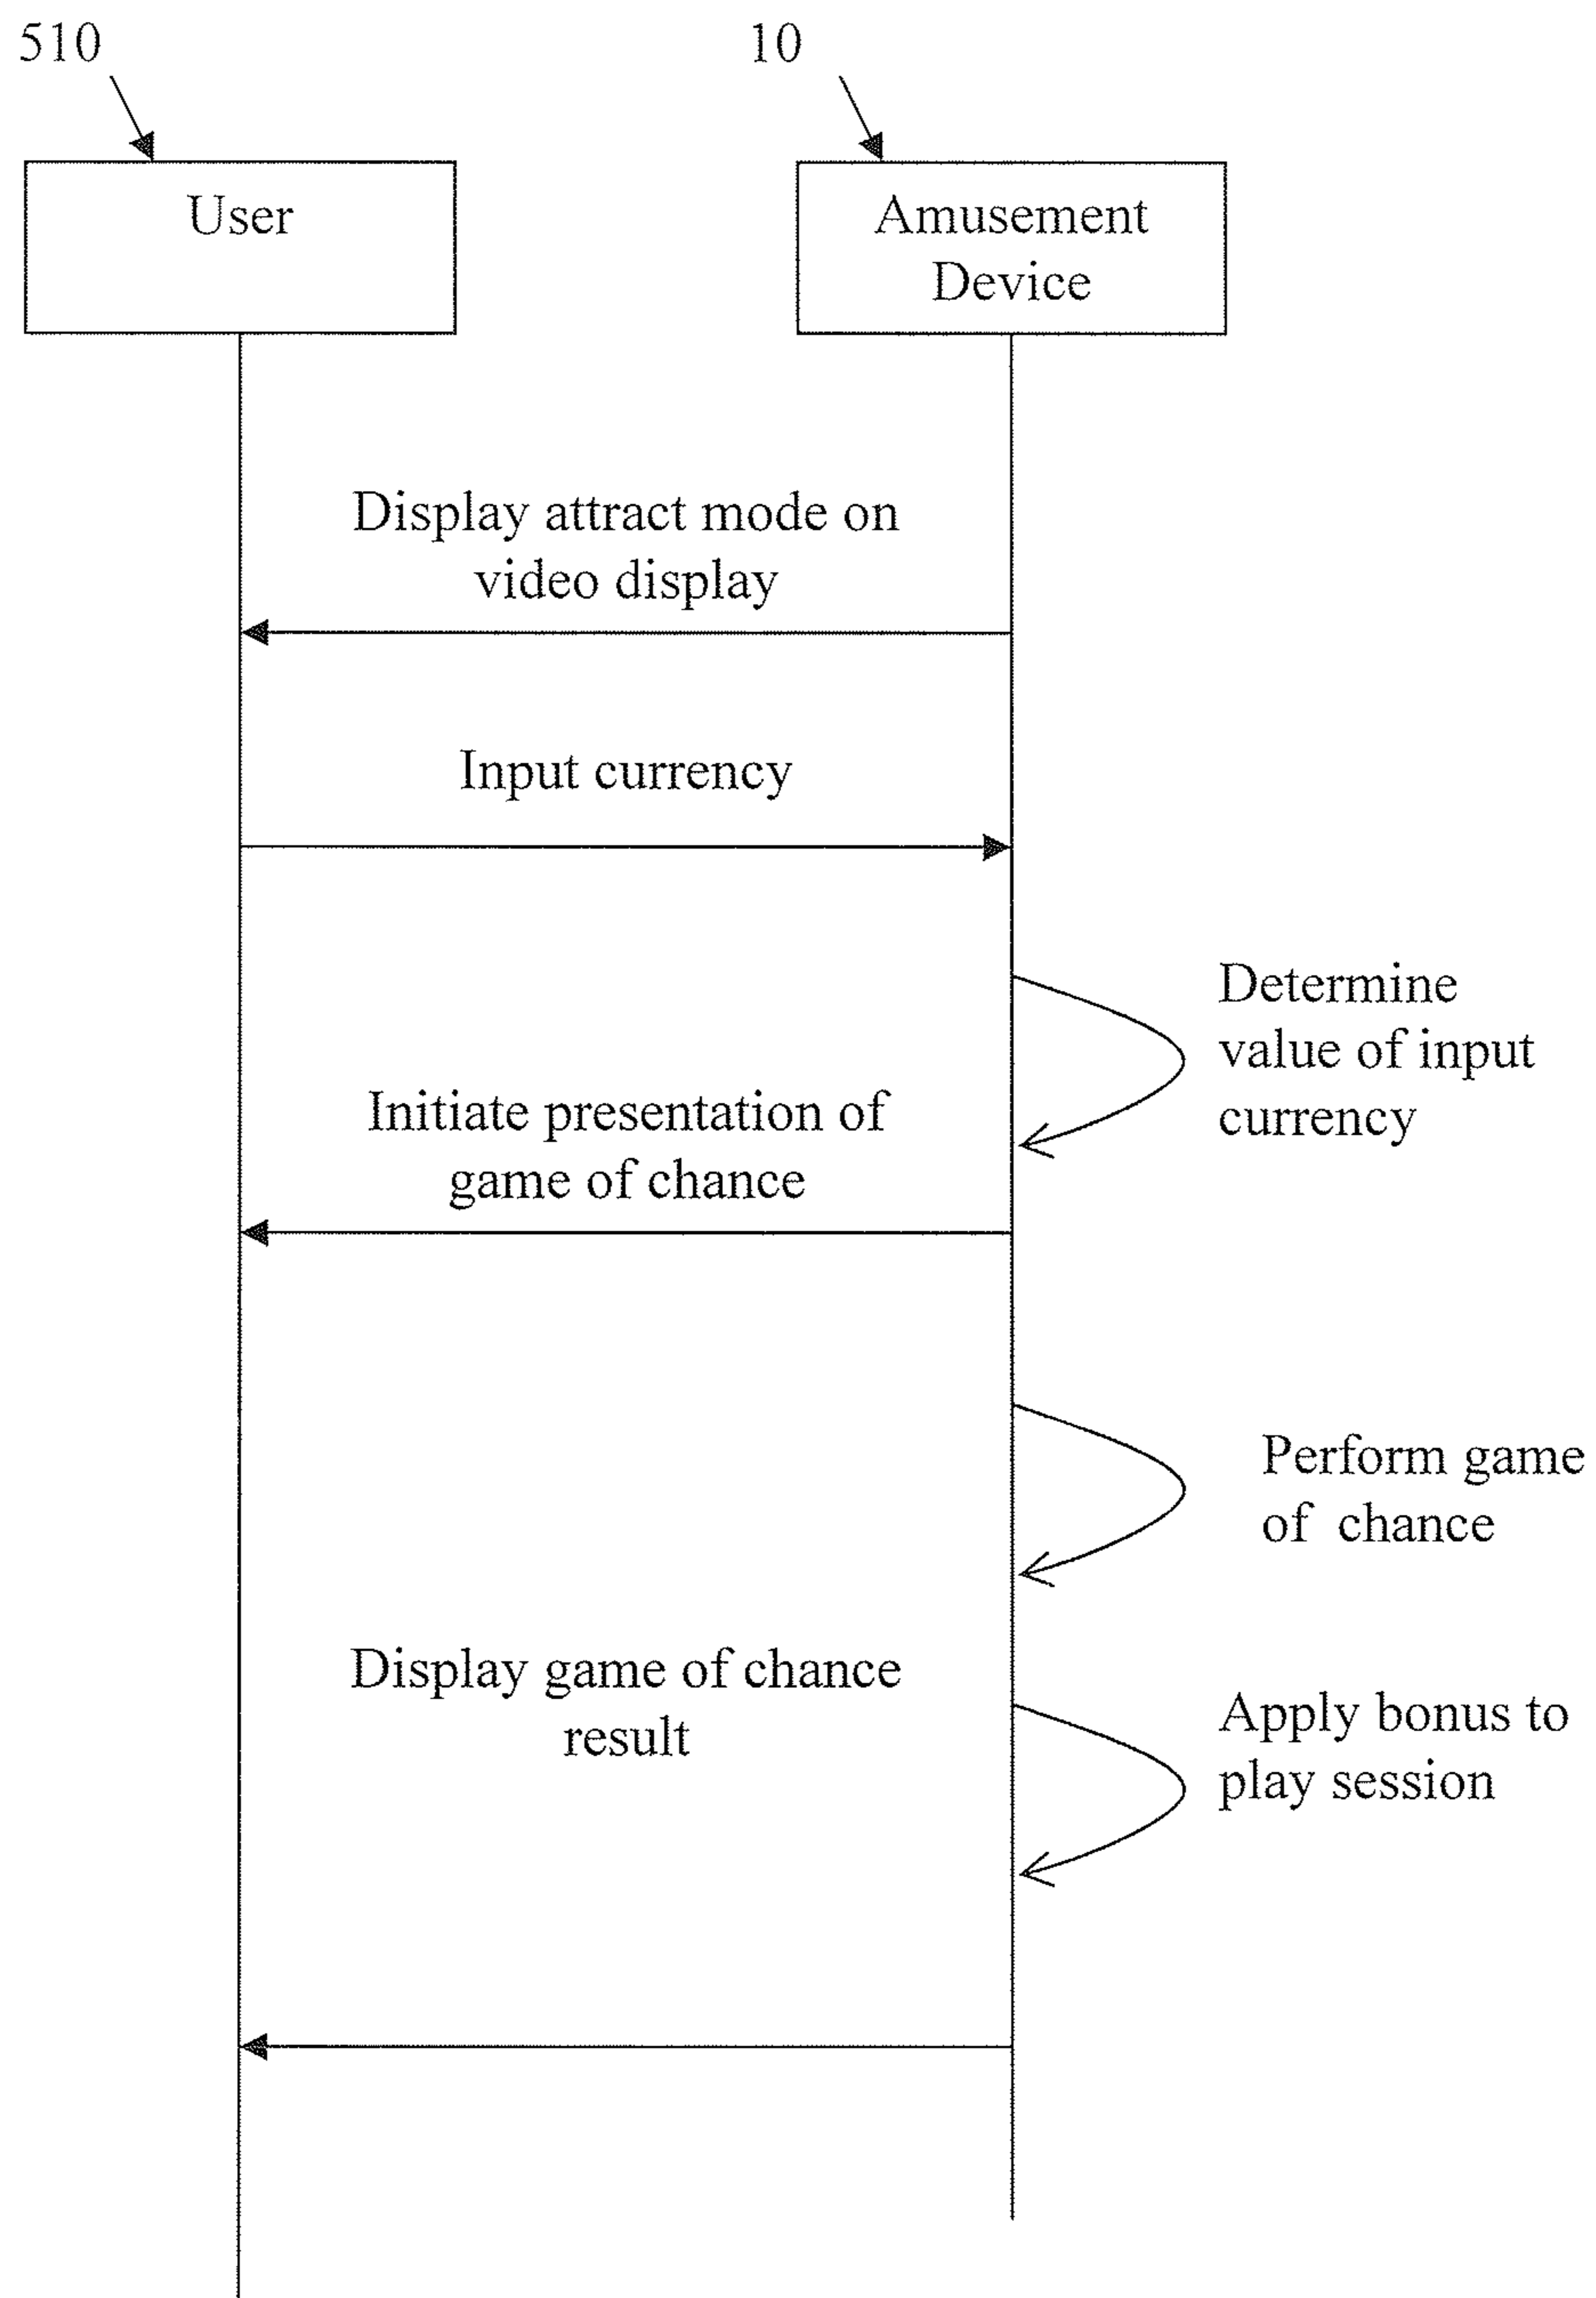 510
10
User
Amusement
Device
Display attract mode on
video display
Input currency
Determine
value of input
currency
Initiate presentation of
game of chance
Perform game
of chance
Display game of chance
result
Apply bonus to
play session